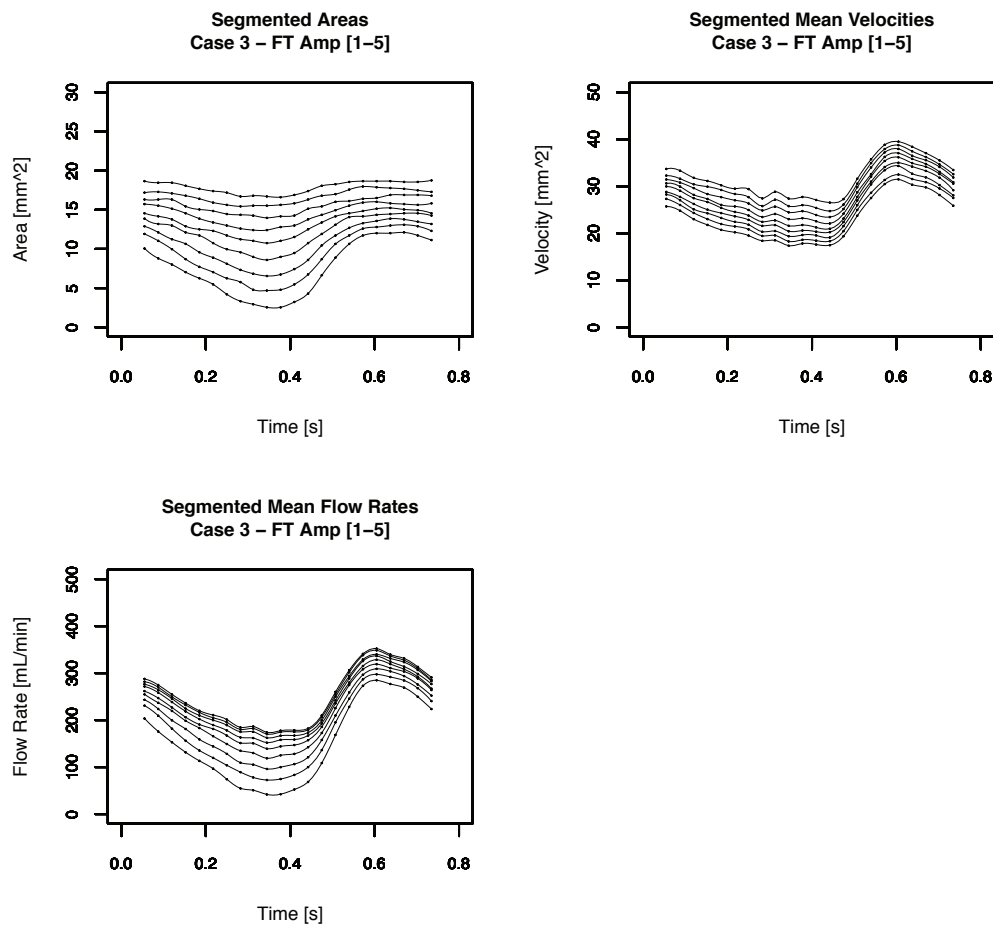 Segmented Areas
Case 3 – FT Amp [1–5]
Area [mm^2]
30
25
20
15
10
5
0
0.0 0.2 0.4 0.6 0.8
Time [s]
Segmented Mean Velocities
Case 3 – FT Amp [1–5]
Velocity [mm^2]
50
40
30
20
10
0
0.0 0.2 0.4 0.6 0.8
Time [s]
Segmented Mean Flow Rates
Case 3 – FT Amp [1–5]
Flow Rate [mL/min]
500
400
300
200
100
0
0.0 0.2 0.4 0.6 0.8
Time [s]